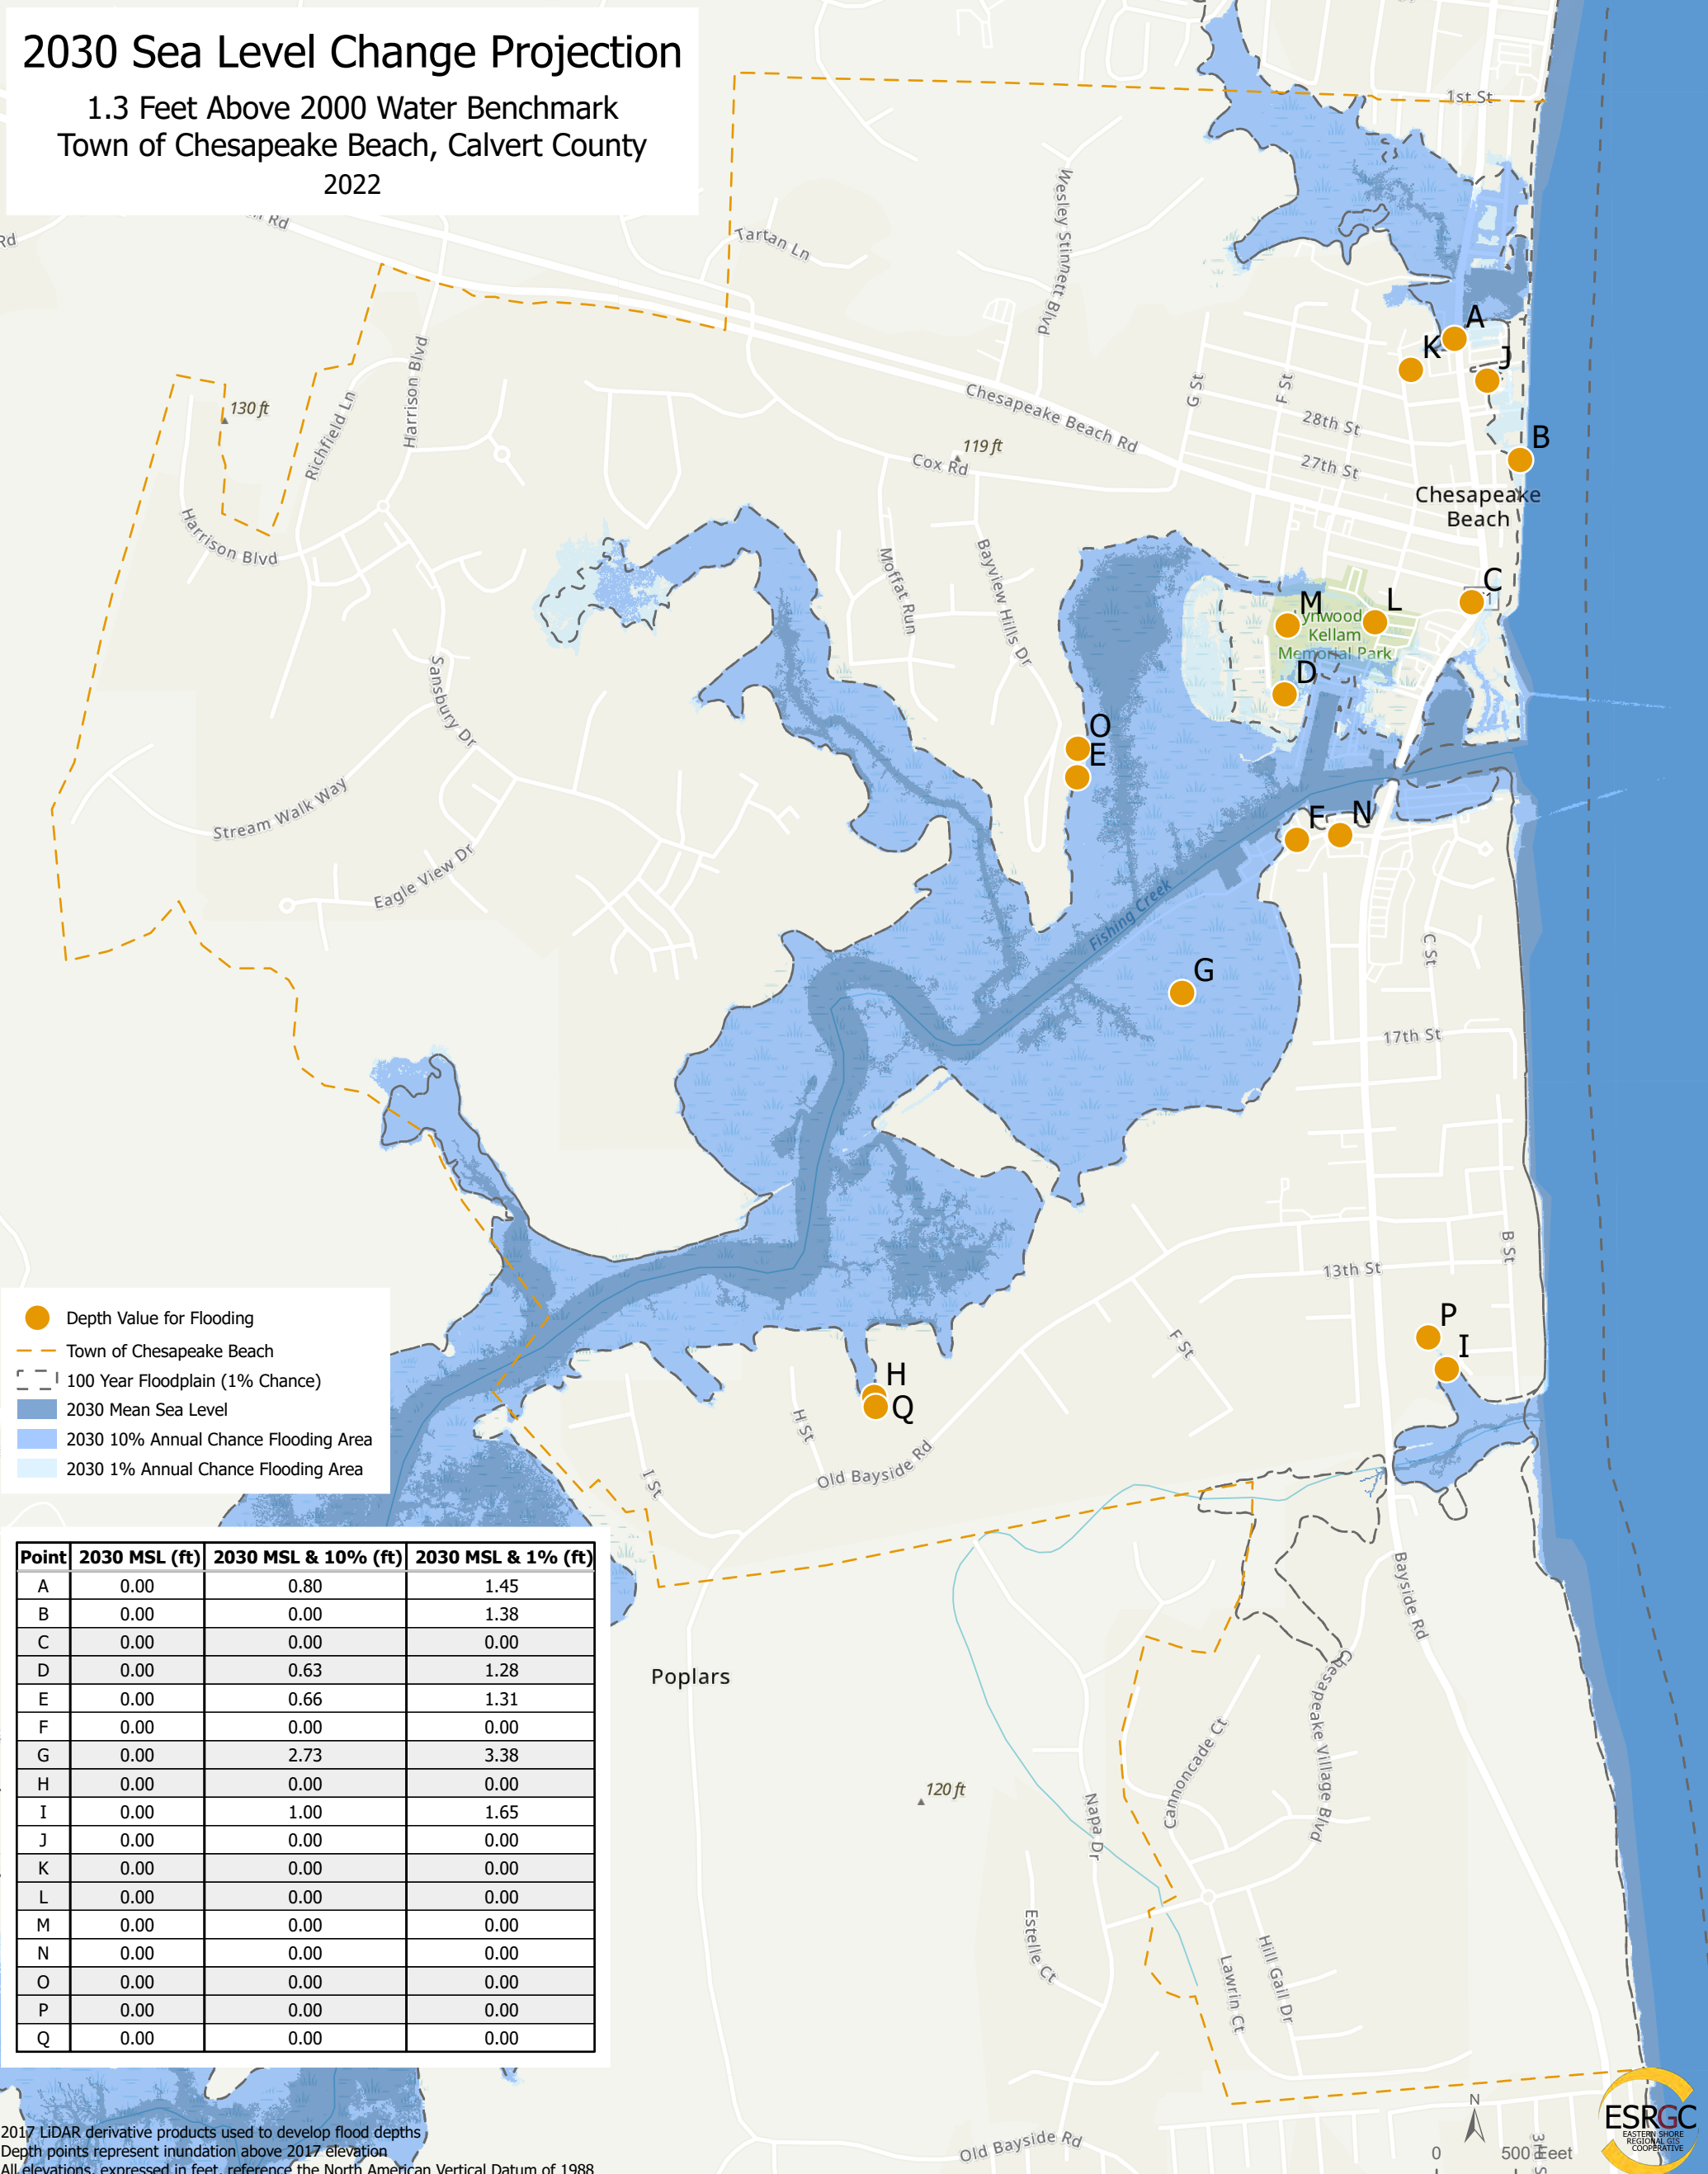 2030 Sea Level Change Projection
1.3 Feet Above 2000 Water Benchmark
Town of Chesapeake Beach, Calvert County
2022
1st St
Rd
Rd
Tartan Ln
Wesley Stinnett Blvd
A
K
J
130 ft
Harrison Blvd
Richfield Ln
G St
F St
Chesapeake Beach Rd
28th St
119 ft
Cox Rd
27th St
B
Chesapeake
Beach
Harrison Blvd
Moffat Run
Bayview Hills Dr
C
M
L
Kellam
Memorial Park
D
Sansbury Dr
O
E
Stream Walk Way
F
N
Eagle View Dr
Fishing Creek
C St
G
17th St
B St
13th St
P
I
F St
H
Q
H St
Old Bayside Rd
I St
Depth Value for Flooding
Town of Chesapeake Beach
100 Year Floodplain (1% Chance)
2030 Mean Sea Level
2030 10% Annual Chance Flooding Area
2030 1% Annual Chance Flooding Area
Point 2030 MSL (ft) 2030 MSL & 10% (ft) 2030 MSL & 1% (ft)
A 0.00 0.80 1.45
B 0.00 0.00 1.38
C 0.00 0.00 0.00
D 0.00 0.63 1.28
E 0.00 0.66 1.31
F 0.00 0.00 0.00
G 0.00 2.73 3.38
H 0.00 0.00 0.00
I 0.00 1.00 1.65
J 0.00 0.00 0.00
K 0.00 0.00 0.00
L 0.00 0.00 0.00
M 0.00 0.00 0.00
N 0.00 0.00 0.00
O 0.00 0.00 0.00
P 0.00 0.00 0.00
Q 0.00 0.00 0.00
Bayside Rd
Poplars
Chesapeake Village Blvd
Cannoncade Ct
120 ft
Napa Dr
Estelle Ct
Lawrin Ct
Hill Gail Dr
Old Bayside Rd
N
0 500 Feet
ESRGC
EASTERN SHORE
REGIONAL GIS
COOPERATIVE
2017 LiDAR derivative products used to develop flood depths
Depth points represent inundation above 2017 elevation
All elevations, expressed in feet, reference the North American Vertical Datum of 1988